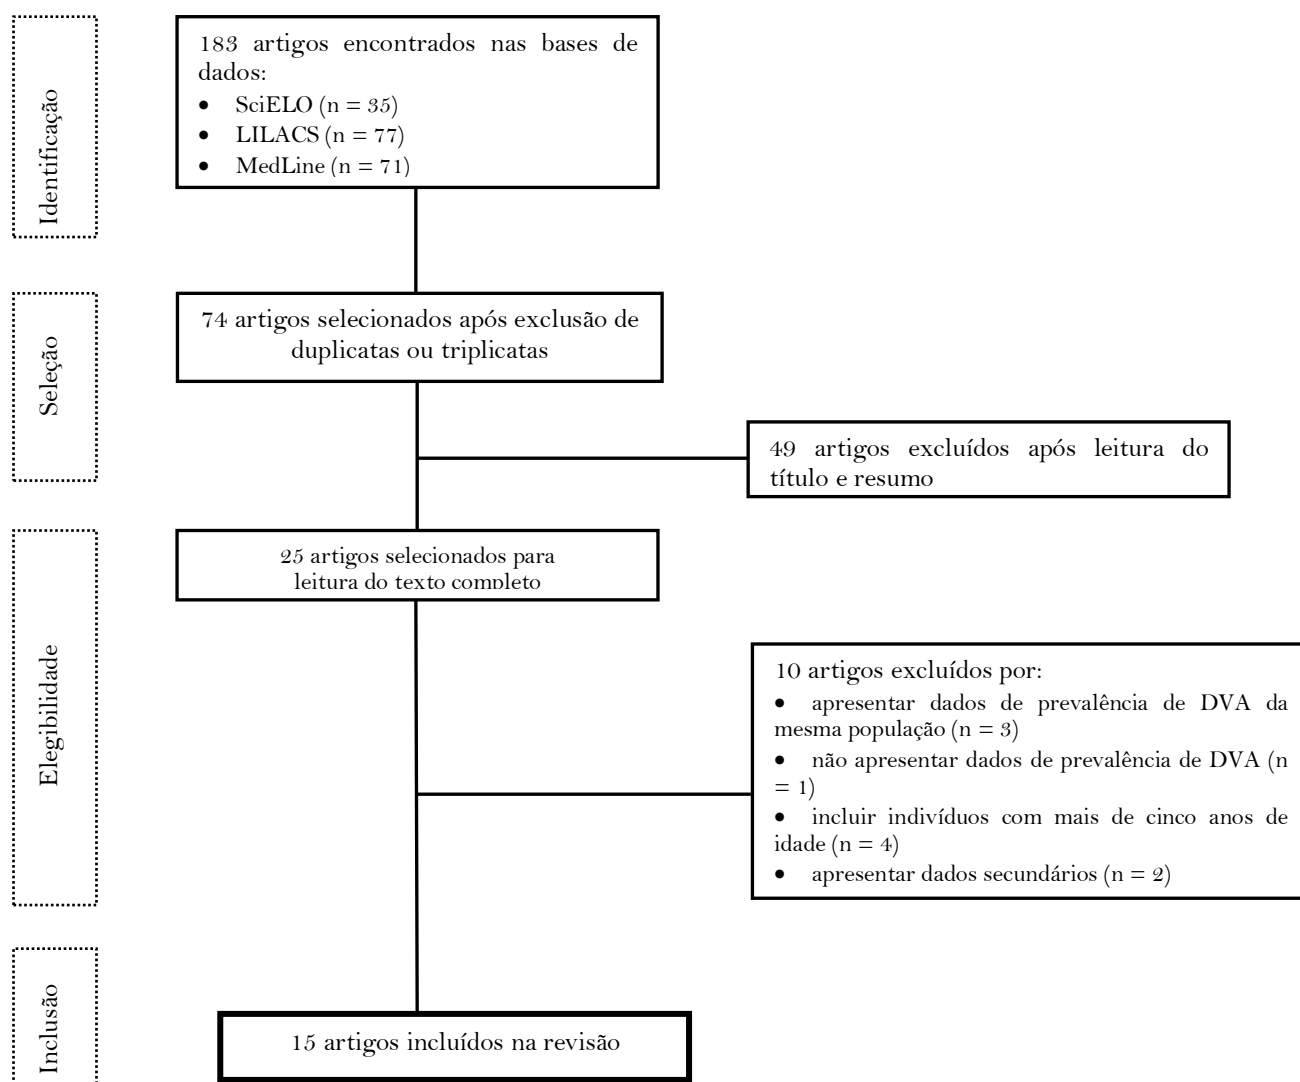 Identificação
183 artigos encontrados nas bases de
dados:
• SciELO (n = 35)
• LILACS (n = 77)
• MedLine (n = 71)
Seleção
74 artigos selecionados após exclusão de
duplicatas ou triplicatas
49 artigos excluídos após leitura do
título e resumo
Elegibilidade
25 artigos selecionados para
leitura do texto completo
10 artigos excluídos por:
• apresentar dados de prevalência de DVA da
mesma população (n = 3)
• não apresentar dados de prevalência de DVA (n
= 1)
• incluir indivíduos com mais de cinco anos de
idade (n = 4)
• apresentar dados secundários (n = 2)
Inclusão
15 artigos incluídos na revisão